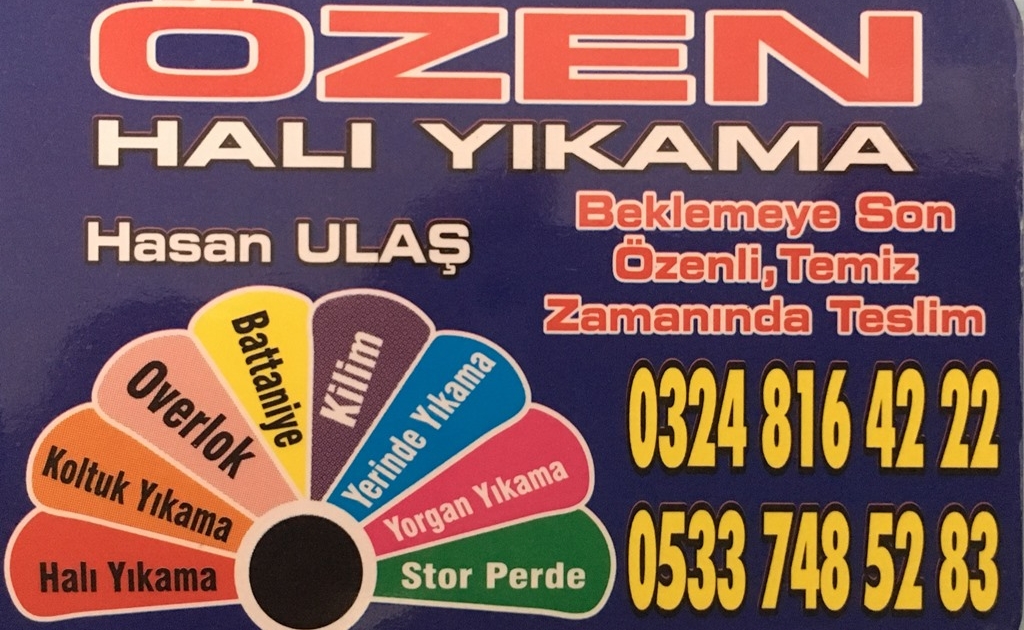 ÖZEN
HALI YIKAMA
Hasan ULAŞ
Beklemeye Son
Özenli, Temiz
Zamanında Teslim
Halı Yıkama
Koltuk Yıkama
Overlok
Battaniye
Kilim
Yerinde Yıkama
Yorgan Yıkama
Stor Perde
0324 816 42 22
0533 748 52 83